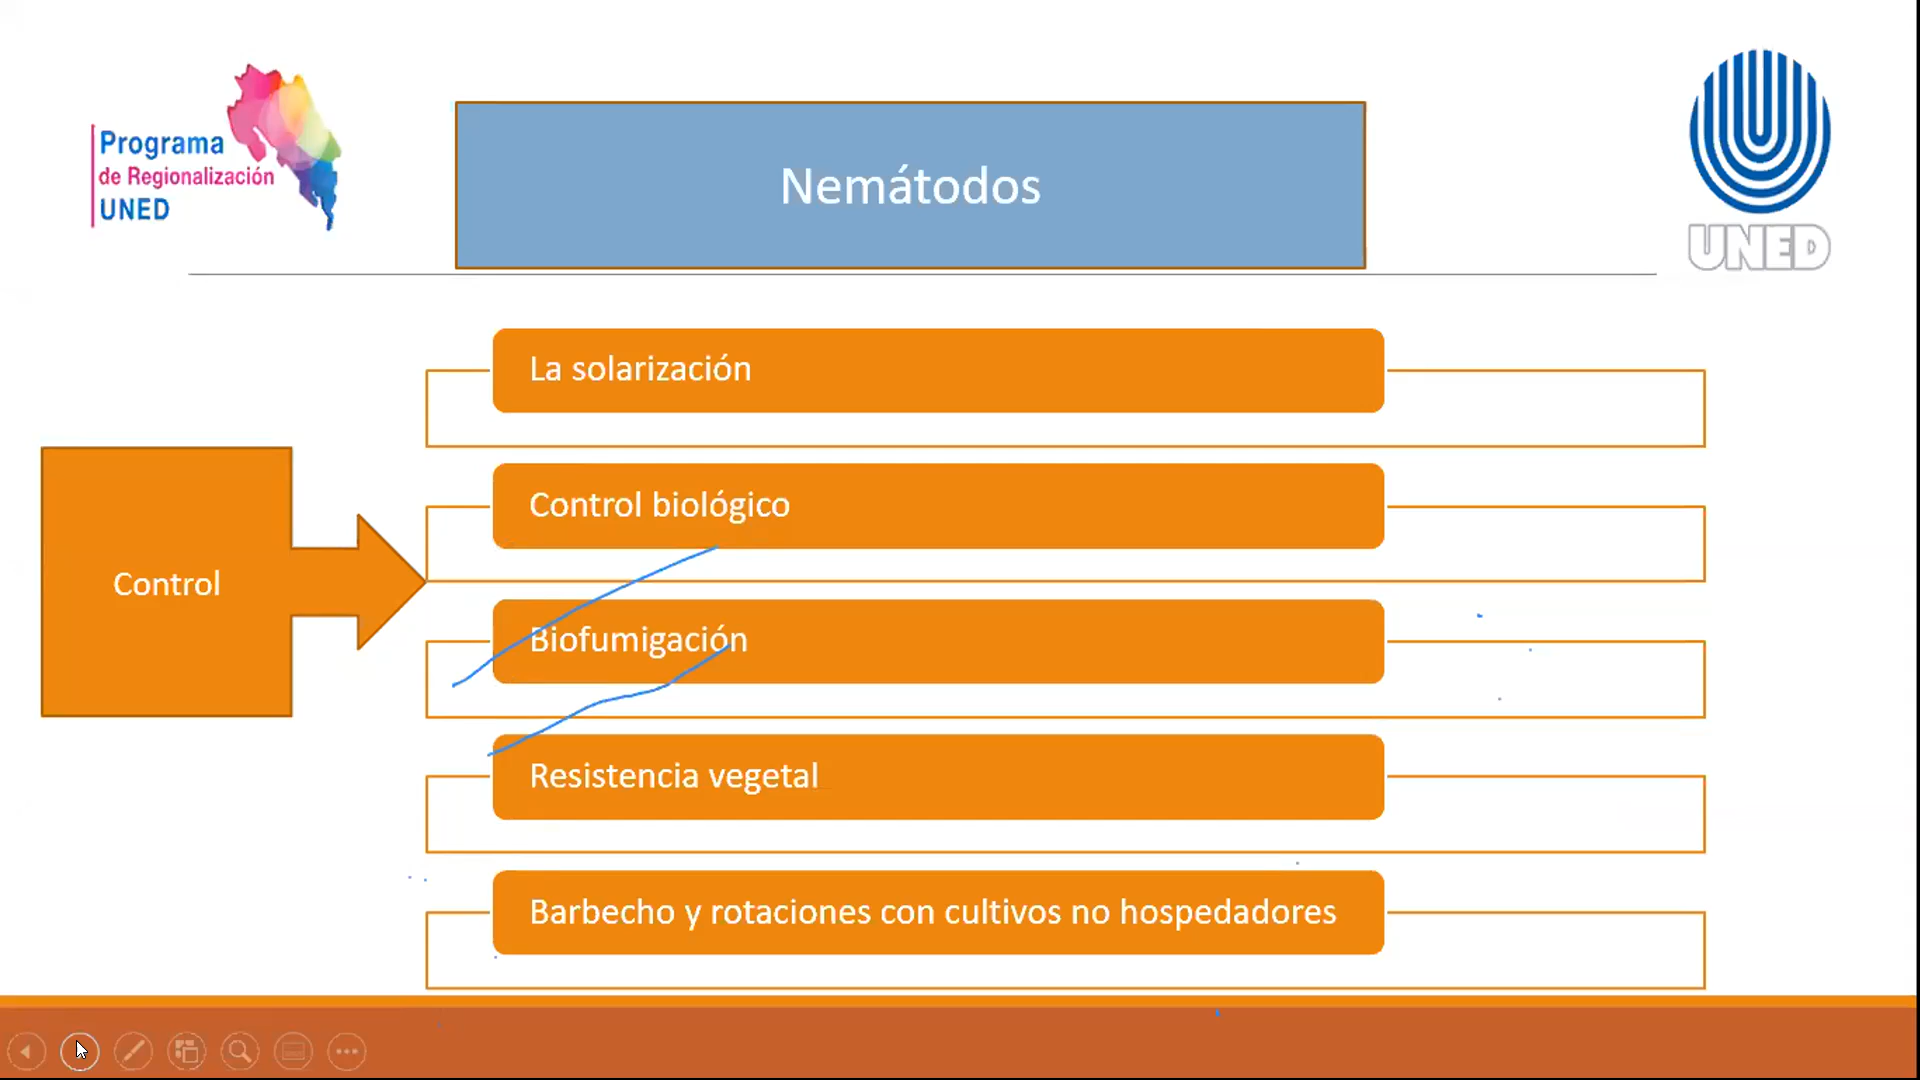 Programa
de Regionalización
UNED
Nemátodos
UNED
La solarización
Control biológico
Control
Biofumigación
Resistencia vegetal
Barbecho y rotaciones con cultivos no hospedadores